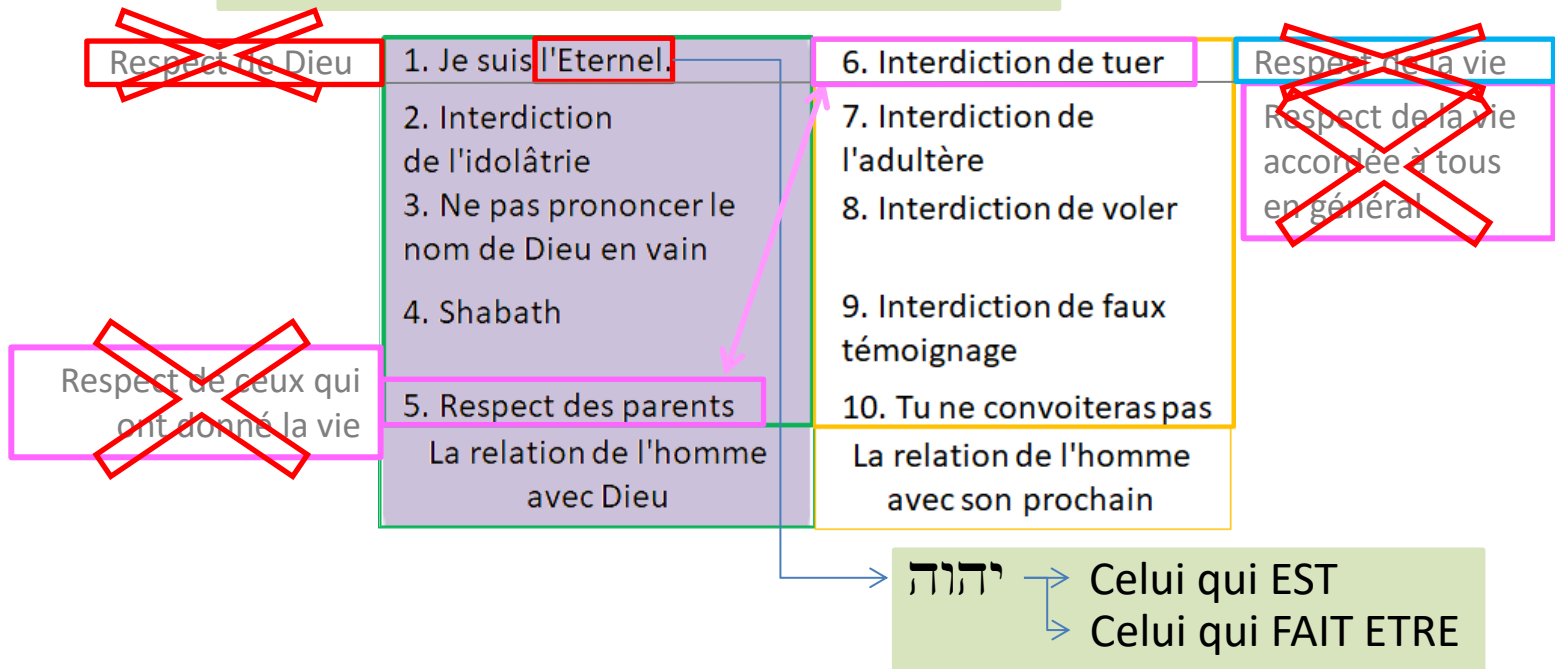 Respect de Dieu
1. Je suis l'Eternel.
2. Interdiction
de l'idolâtrie
3. Ne pas prononcer le
nom de Dieu en vain
4. Shabath
Respect de ceux qui
ont donné la vie
5. Respect des parents
La relation de l'homme
avec Dieu
6. Interdiction de tuer
7. Interdiction de
l'adultère
8. Interdiction de voler
9. Interdiction de faux
témoignage
10. Tu ne convoiteras pas
La relation de l'homme
avec son prochain
Respect de la vie
Respect de la vie
accordée à tous
en général
יהוה Celui qui EST
Celui qui FAIT ETRE